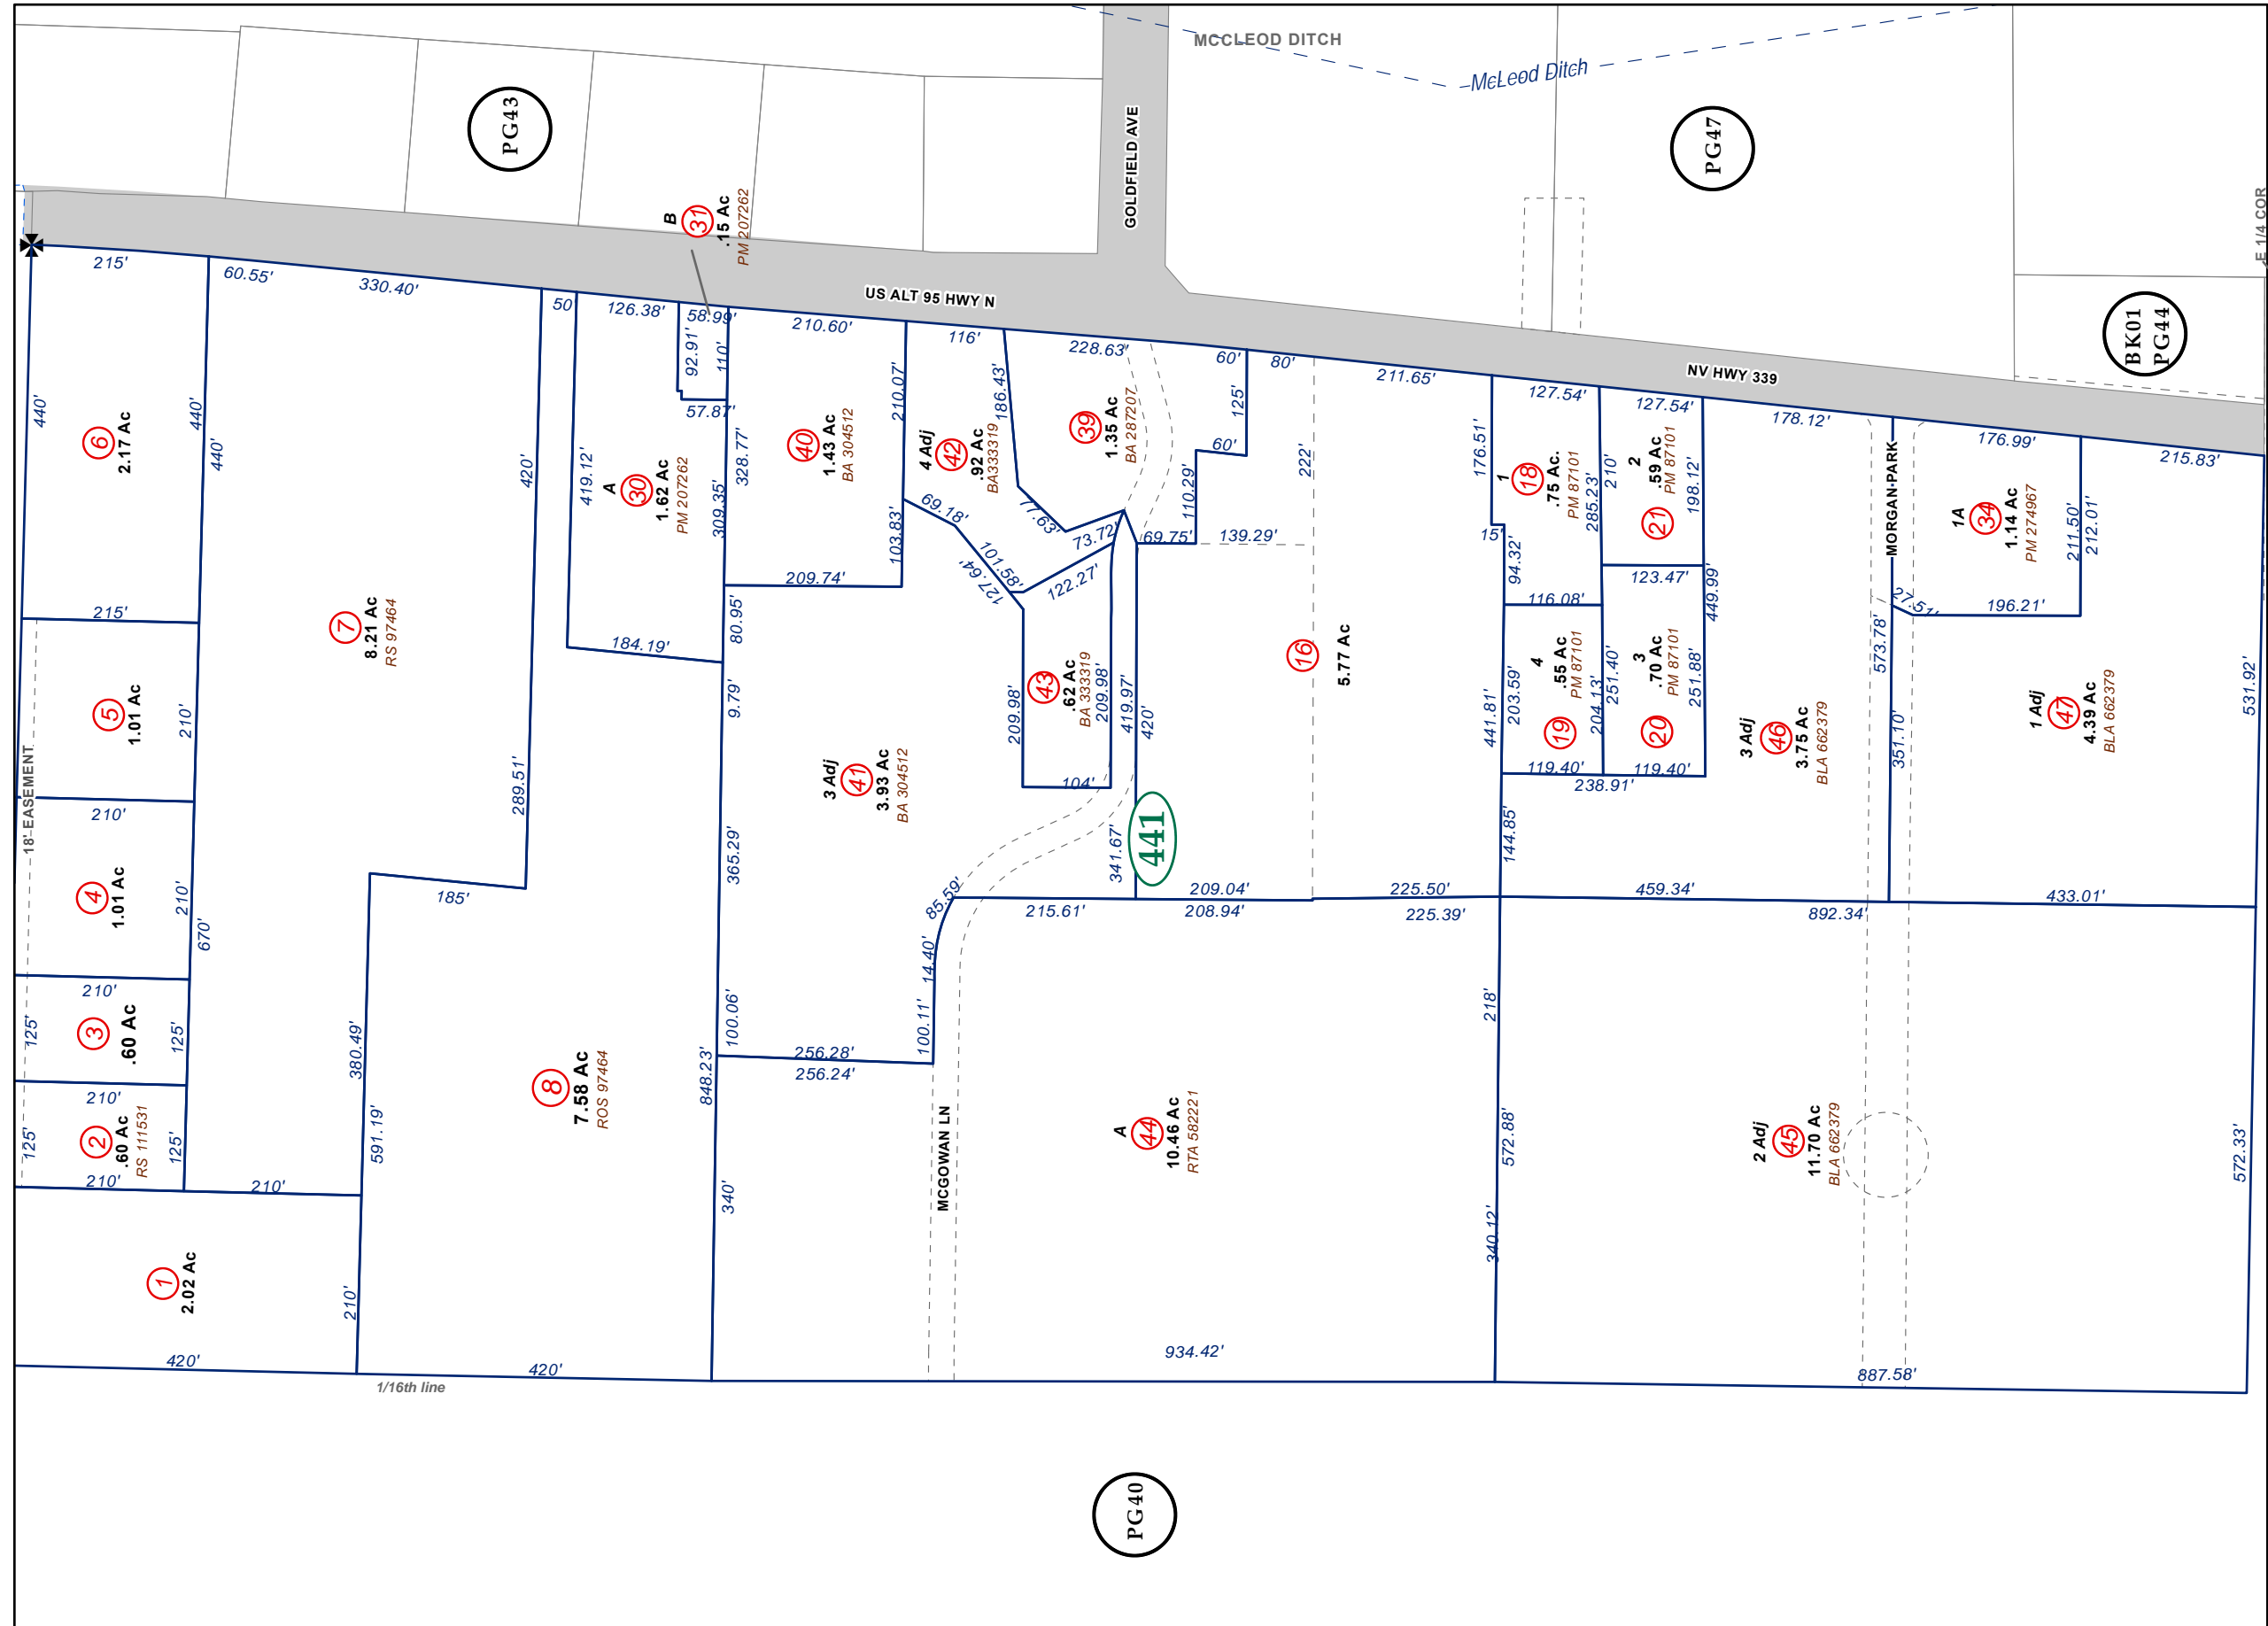 MCCLEOD DITCH
McLeod Ditch
PG43
PG47
GOLDFIELD AVE
E 1/4 COR
BK01
PG44
US ALT 95 HWY N
NV HWY 339
B
31
.15 Ac
PM 207262
215'
60.55'
330.40'
50'
126.38'
58.99'
210.60'
116'
228.63'
60'
80'
211.65'
127.54'
127.54'
178.12'
176.99'
215.83'
440'
6
2.17 Ac
440'
440'
215'
7
8.21 Ac
RS 97464
420'
419.12'
A
30
1.62 Ac
PM 207262
92.91'
110'
57.87'
328.77'
309.35'
184.19'
40
1.43 Ac
BA 304512
210.07'
103.83'
209.74'
4 Adj
42
.92 Ac
BA333319
186.43'
69.18'
77.63'
101.58'
127.64'
73.72'
122.27'
39
1.35 Ac
BA 287207
125'
60'
110.29'
69.75'
139.29'
222'
16
5.77 Ac
176.51'
15'
94.32'
1
18
.75 Ac.
PM 87101
285.23'
116.08'
210'
2
21
.59 Ac
PM 87101
198.12'
123.47'
449.99'
MORGAN PARK
27.51'
1A
34
1.14 Ac
PM 274967
211.50'
212.01'
196.21'
18' EASEMENT
5
1.01 Ac
210'
210'
4
1.01 Ac
210'
670'
210'
3
.60 Ac
125'
125'
210'
2
.60 Ac
RS 111531
125'
125'
210'
210'
1
2.02 Ac
210'
420'
289.51'
185'
380.49'
591.19'
8
7.58 Ac
ROS 97464
420'
1/16th line
80.95'
9.79'
365.29'
100.06'
848.23'
340'
3 Adj
41
3.93 Ac
BA 304512
209.98'
43
.62 Ac
BA 333319
209.98'
104'
419.97'
420'
341.67'
441
85.59'
14.40'
100.11'
256.28'
256.24'
215.61'
209.04'
208.94'
225.50'
225.39'
MCGOWAN LN
A
44
10.46 Ac
RTA 582221
934.42'
441.81'
203.59'
4
19
.55 Ac
PM 87101
204.13'
119.40'
251.40'
3
20
.70 Ac
PM 87101
251.88'
119.40'
238.91'
144.85'
459.34'
3 Adj
46
3.75 Ac
BLA 662379
573.78'
351.10'
1 Adj
47
4.39 Ac
BLA 662379
531.92'
892.34'
433.01'
218'
572.88'
340.12'
2 Adj
45
11.70 Ac
BLA 662379
572.33'
887.58'
PG40